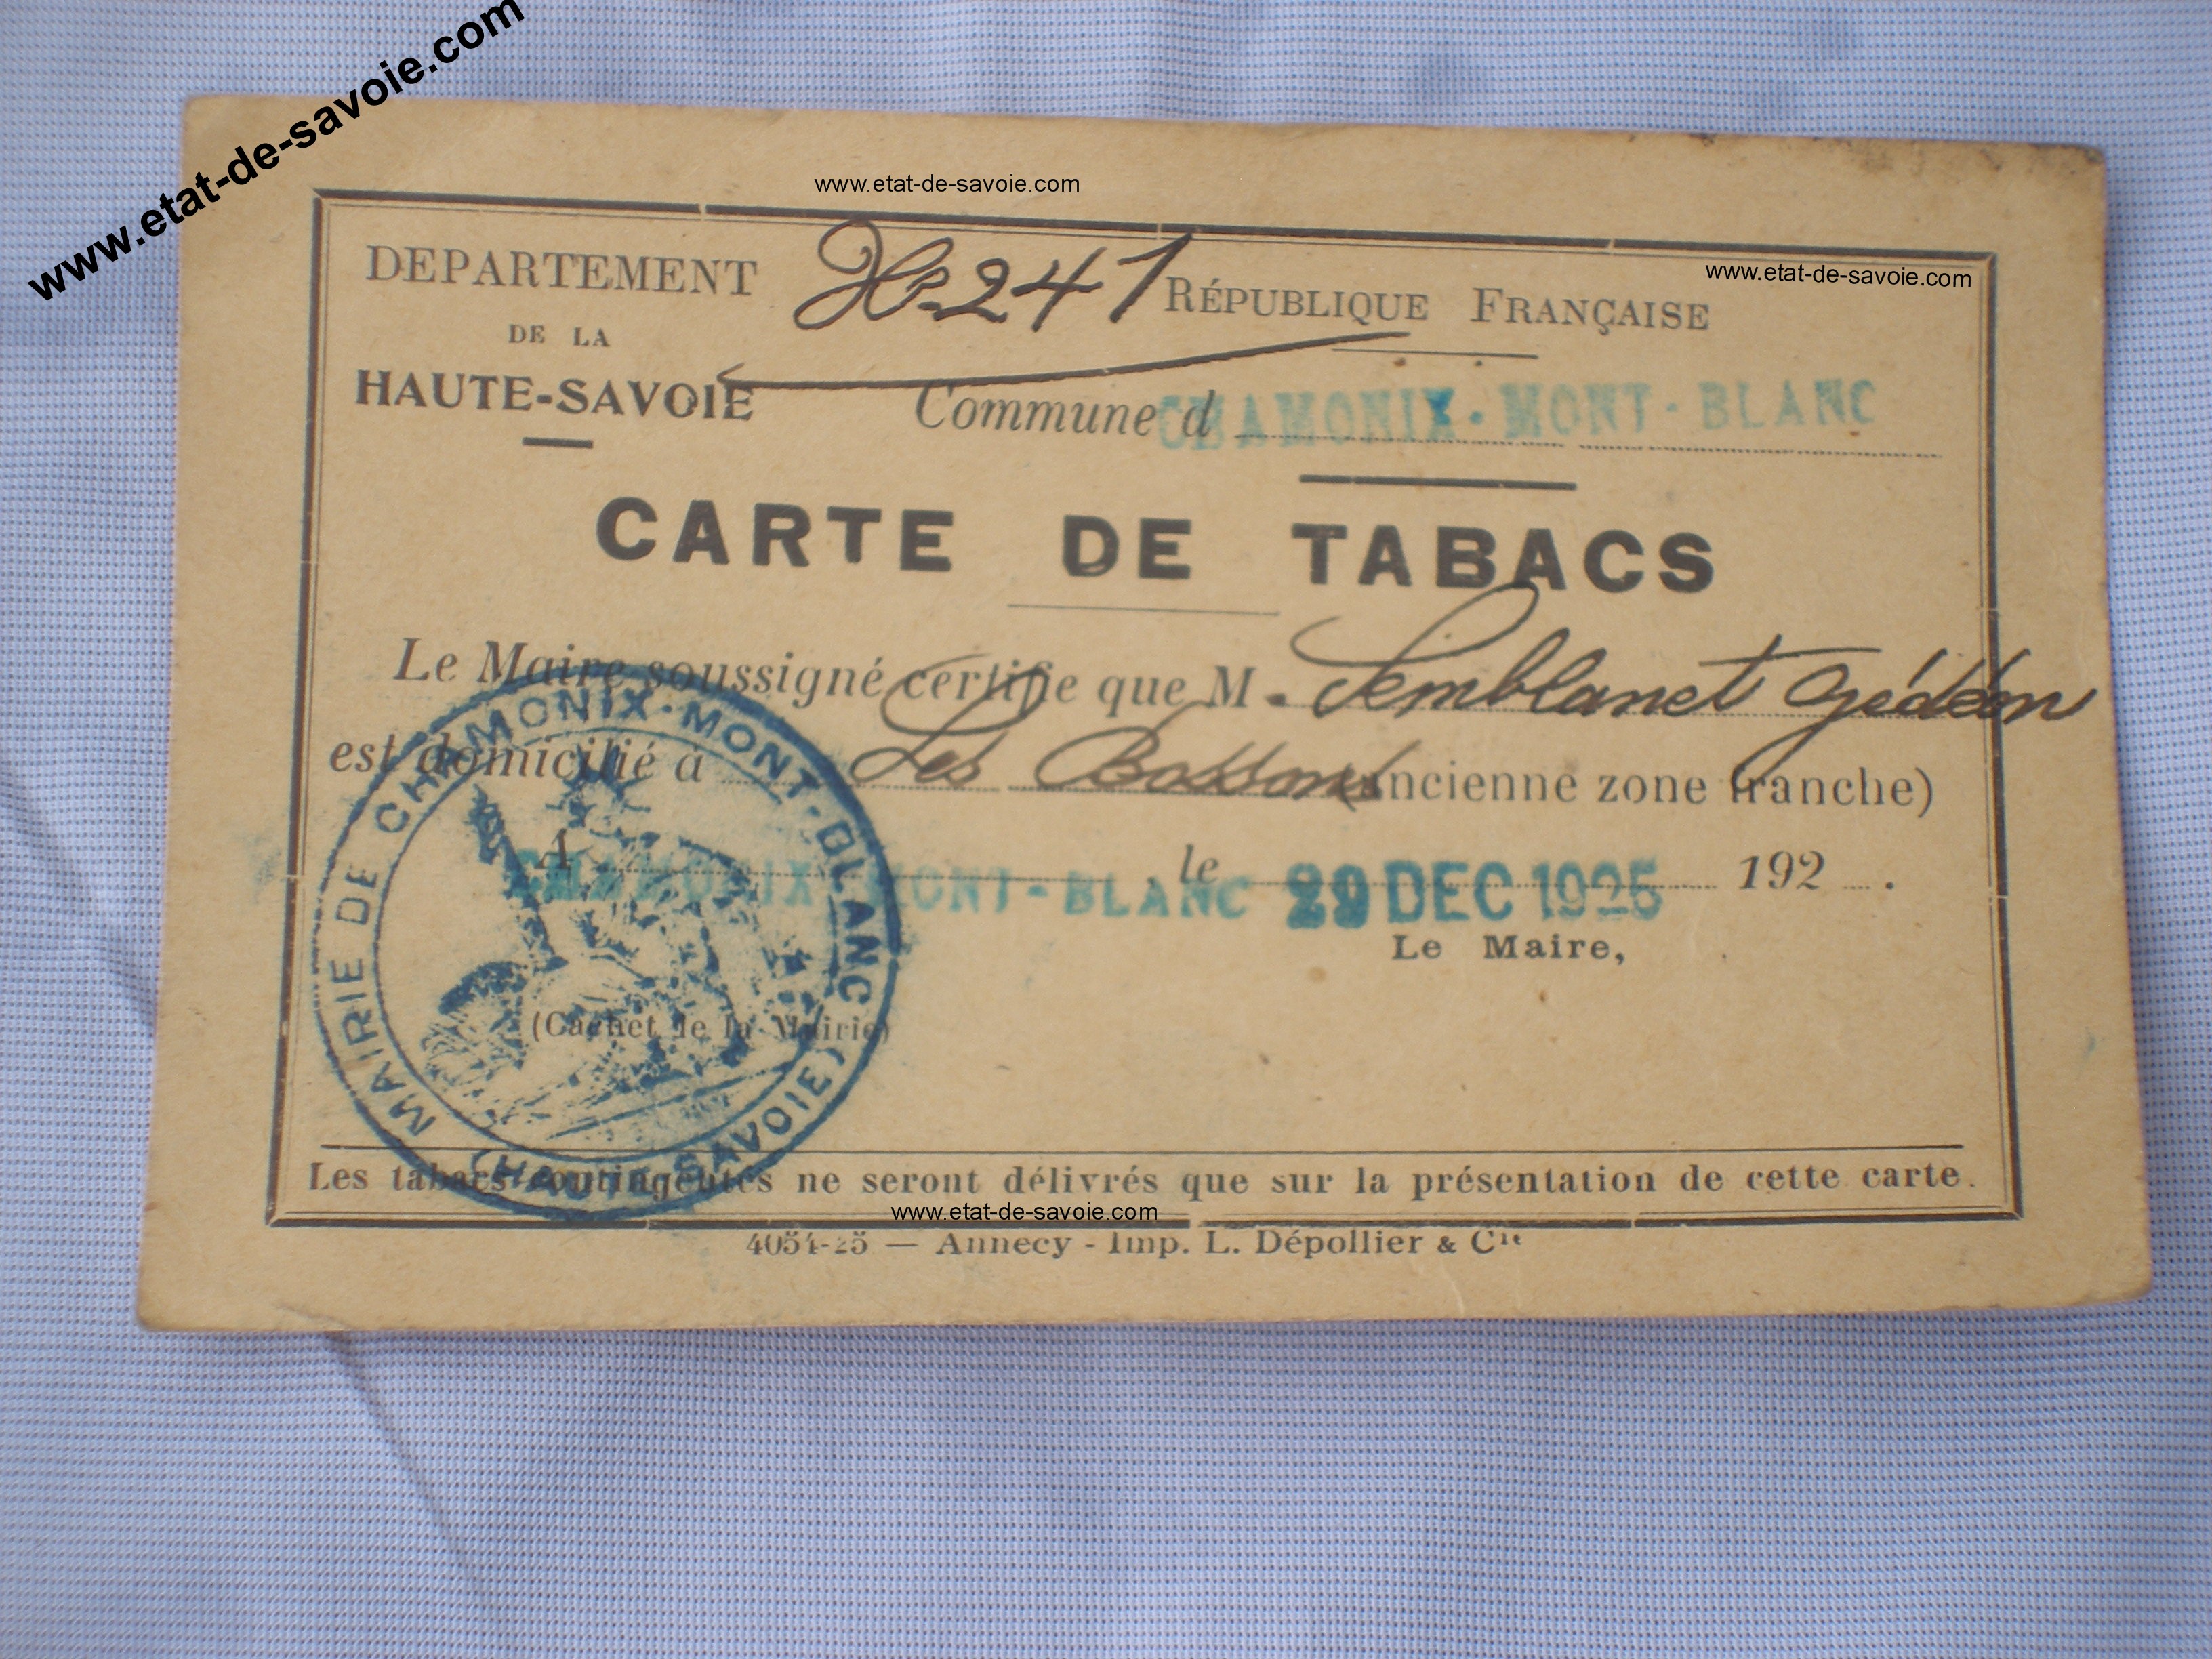 www.etat-de-savoie.com
www.etat-de-savoie.com
www.etat-de-savoie.com
DEPARTEMENT
DE LA
HAUTE-SAVOIE
241
RÉPUBLIQUE FRANÇAISE
Commune d CHAMONIX-MONT-BLANC
CARTE DE TABACS
Le Maire soussigné certifie que M. Semblanet Gédéon
est domicilié à Les Bossons (ancienne zone franche)
A CHAMONIX-MONT-BLANC, le 29 DEC 1925 192 .
Le Maire,
MAIRIE DE CHAMONIX-MONT-BLANC
(HAUTE-SAVOIE)
(Cachet de la Mairie)
Les tabacs contingentés ne seront délivrés que sur la présentation de cette carte.
www.etat-de-savoie.com
4054-25 — Annecy - Imp. L. Dépollier & Cie